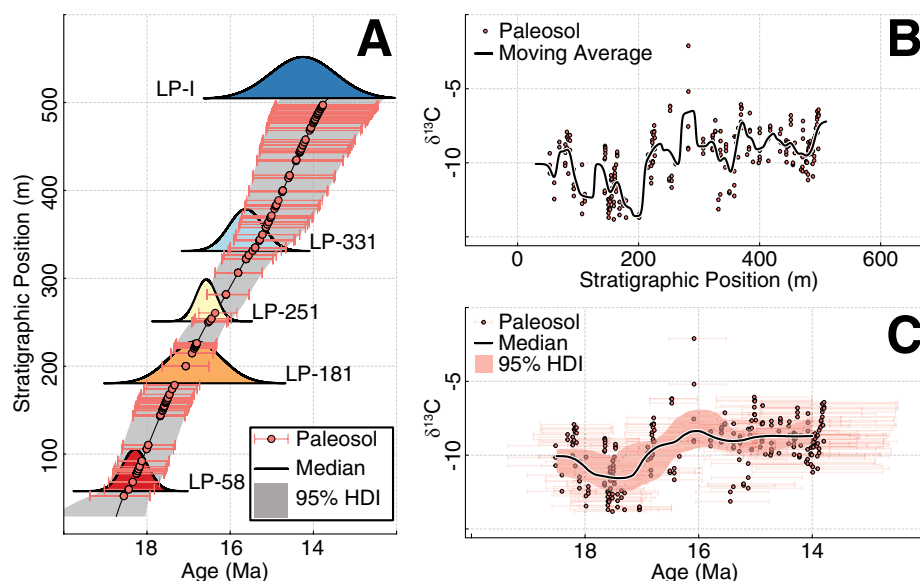 A
LP-I
LP-331
LP-251
LP-181
LP-58
500
400
300
200
100
Stratigraphic Position (m)
Paleosol
Median
95% HDI
18
16
14
Age (Ma)
B
Paleosol
Moving Average
-5
-10
δ13C
0
200
400
600
Stratigraphic Position (m)
C
Paleosol
Median
95% HDI
-5
-10
δ13C
18
16
14
Age (Ma)